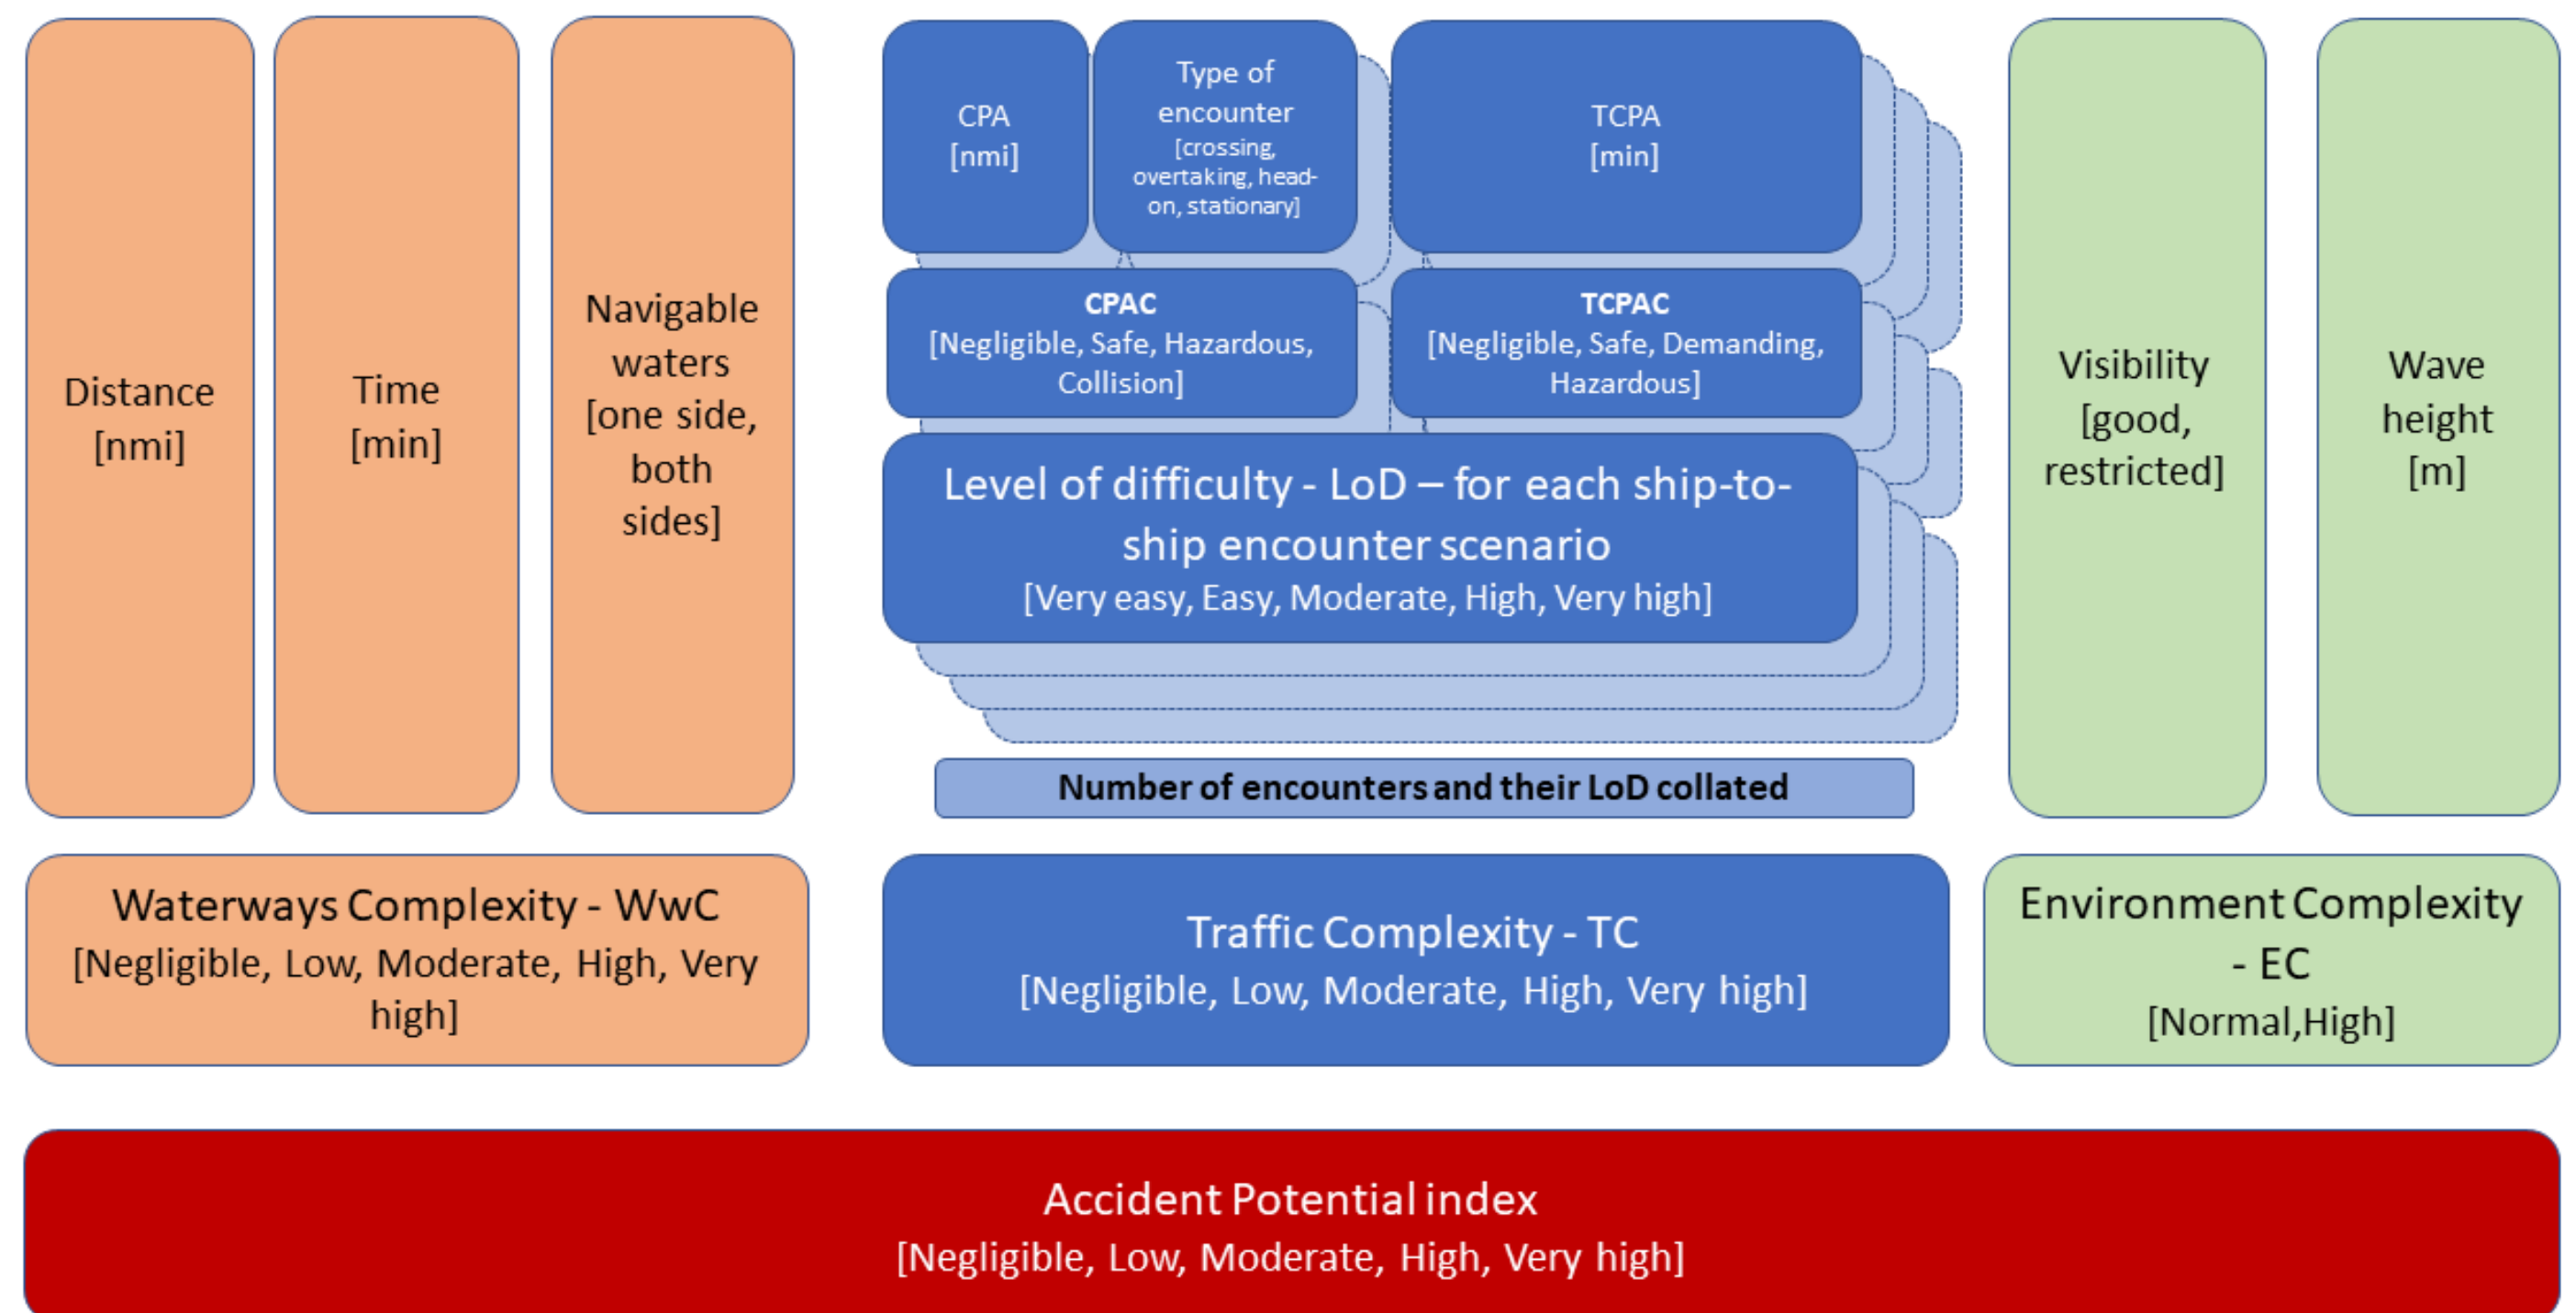 Distance
[nmi]
Time
[min]
Navigable
waters
[one side,
both
sides]
CPA
[nmi]
Type of
encounter
[crossing,
overtaking, head-
on, stationary]
TCPA
[min]
CPAC
[Negligible, Safe, Hazardous,
Collision]
TCPAC
[Negligible, Safe, Demanding,
Hazardous]
Level of difficulty - LoD – for each ship-to-
ship encounter scenario
[Very easy, Easy, Moderate, High, Very high]
Number of encounters and their LoD collated
Visibility
[good,
restricted]
Wave
height
[m]
Waterways Complexity - WwC
[Negligible, Low, Moderate, High, Very
high]
Traffic Complexity - TC
[Negligible, Low, Moderate, High, Very high]
Environment Complexity
- EC
[Normal,High]
Accident Potential index
[Negligible, Low, Moderate, High, Very high]